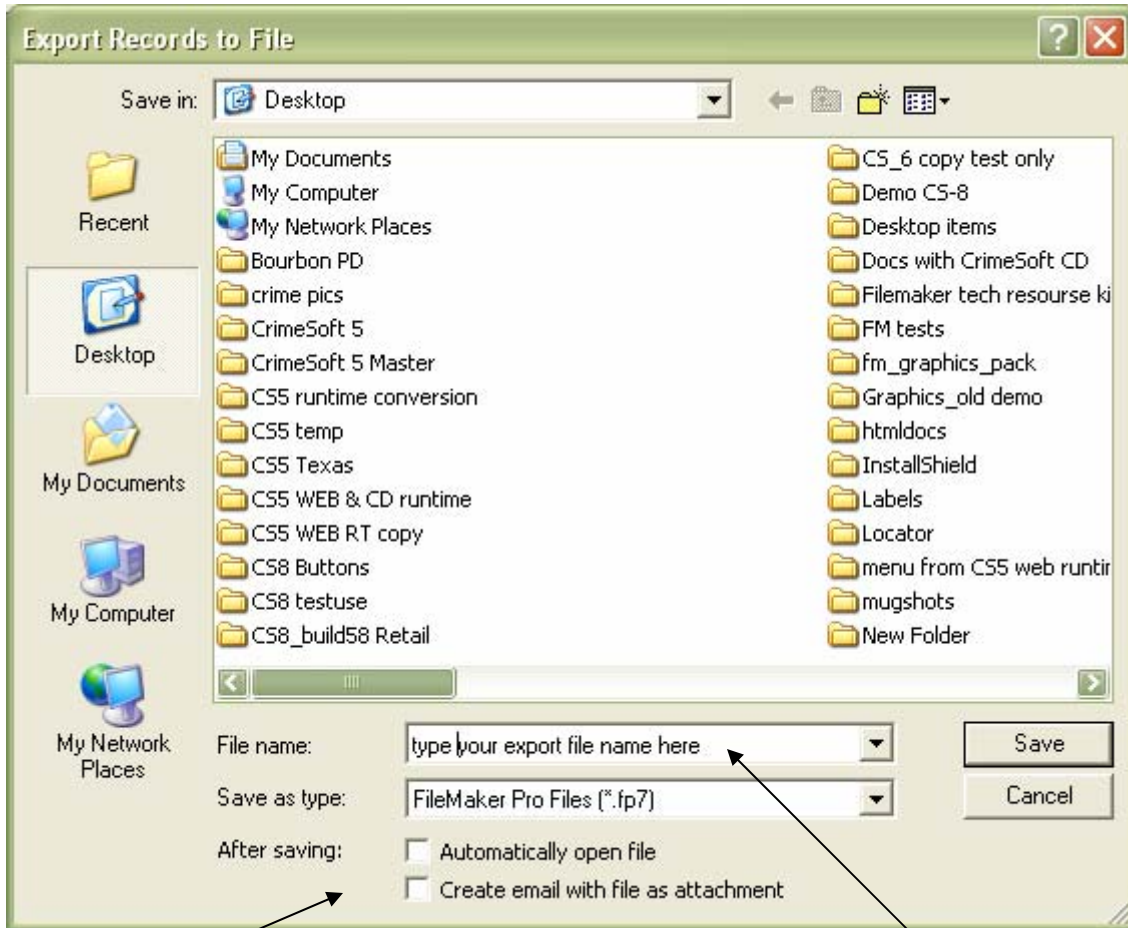 Export Records to File
Save in:
Desktop
Recent
Desktop
My Documents
My Computer
My Network
Places
My Documents
My Computer
My Network Places
Bourbon PD
crime pics
CrimeSoft 5
CrimeSoft 5 Master
CS5 runtime conversion
CS5 temp
CS5 Texas
CS5 WEB & CD runtime
CS5 WEB RT copy
CS8 Buttons
CS8 testuse
CS8_build58 Retail
CS_6 copy test only
Demo CS-8
Desktop items
Docs with CrimeSoft CD
Filemaker tech resourse ki
FM tests
fm_graphics_pack
Graphics_old demo
htmldocs
InstallShield
Labels
Locator
menu from CS5 web runtir
mugshots
New Folder
File name:
type your export file name here
Save
Save as type:
FileMaker Pro Files (*.fp7)
Cancel
After saving:
Automatically open file
Create email with file as attachment